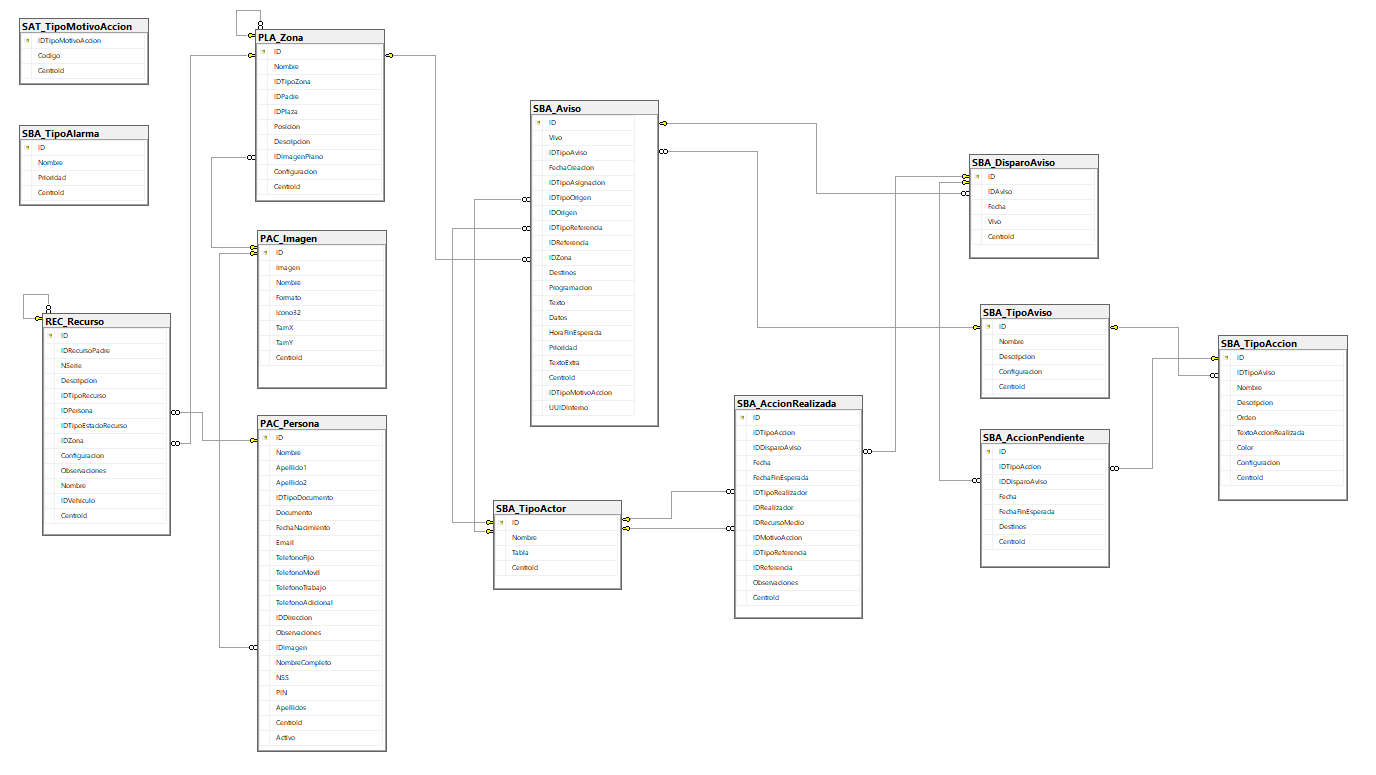 SAT_TipoMotivoAccion
IDTipoMotivoAccion
Codigo
CentroId
SBA_TipoAlarma
ID
Nombre
Prioridad
CentroId
REC_Recurso
ID
IDRecursoPadre
NSerie
Descripcion
IDTipoRecurso
IDPersona
IDTipoEstadoRecurso
IDZona
Configuracion
Observaciones
Nombre
IDVehiculo
CentroId
PLA_Zona
ID
Nombre
IDTipoZona
IDPadre
IDPlaza
Posicion
Descripcion
IDImagenPlano
Configuracion
CentroId
PAC_Imagen
ID
Imagen
Nombre
Formato
Icono32
TamX
TamY
CentroId
PAC_Persona
ID
Nombre
Apellido1
Apellido2
IDTipoDocumento
Documento
FechaNacimiento
Email
TelefonoFijo
TelefonoMovil
TelefonoTrabajo
TelefonoAdicional
IDDireccion
Observaciones
IDImagen
NombreCompleto
NSS
PIN
Apellidos
CentroId
Activo
SBA_Aviso
ID
Vivo
IDTipoAviso
FechaCreacion
IDTipoAsignacion
IDTipoOrigen
IDOrigen
IDTipoReferencia
IDReferencia
IDZona
Destinos
Programacion
Texto
Datos
HoraFinEsperada
Prioridad
TextoExtra
CentroId
IDTipoMotivoAccion
UUIDInterno
SBA_TipoActor
ID
Nombre
Tabla
CentroId
SBA_AccionRealizada
ID
IDTipoAccion
IDDisparoAviso
Fecha
FechaFinEsperada
IDTipoRealizador
IDRealizador
IDRecursoMedio
IDMotivoAccion
IDTipoReferencia
IDReferencia
Observaciones
CentroId
SBA_DisparoAviso
ID
IDAviso
Fecha
Vivo
CentroId
SBA_TipoAviso
ID
Nombre
Descripcion
Configuracion
CentroId
SBA_AccionPendiente
ID
IDTipoAccion
IDDisparoAviso
Fecha
FechaFinEsperada
Destinos
CentroId
SBA_TipoAccion
ID
IDTipoAviso
Nombre
Descripcion
Orden
TextoAccionRealizada
Color
Configuracion
CentroId